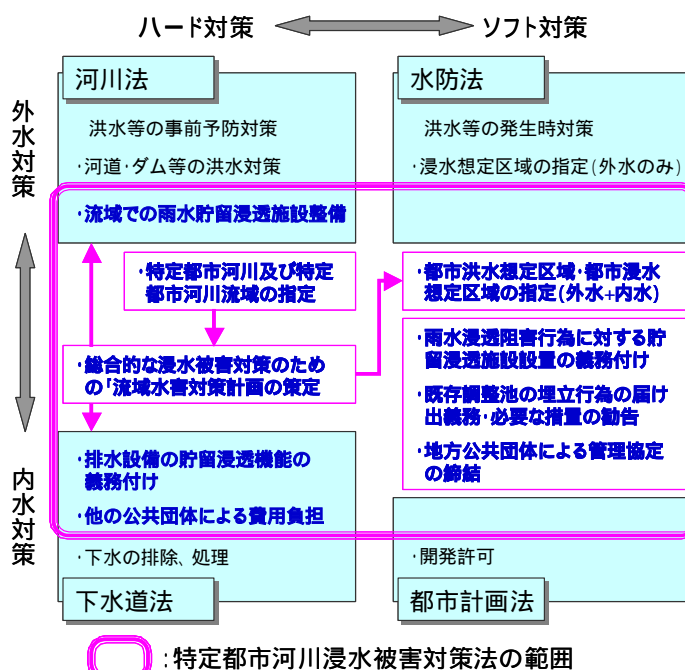 ハード対策
ソフト対策
外水対策
河川法
洪水等の事前予防対策
・河道・ダム等の洪水対策
・流域での雨水貯留浸透施設整備
水防法
洪水等の発生時対策
・浸水想定区域の指定(外水のみ)
・特定都市河川及び特定
都市河川流域の指定
・都市洪水想定区域・都市浸水
想定区域の指定(外水+内水)
・総合的な浸水被害対策のため
の「流域水害対策計画の策定
・雨水浸透阻害行為に対する貯
留浸透施設設置の義務付け
・既存調整池の埋立行為の届け
出義務・必要な措置の勧告
・地方公共団体による管理協定
の締結
内水対策
・排水設備の貯留浸透機能の
義務付け
・他の公共団体による費用負担
・下水の排除、処理
下水道法
・開発許可
都市計画法
:特定都市河川浸水被害対策法の範囲